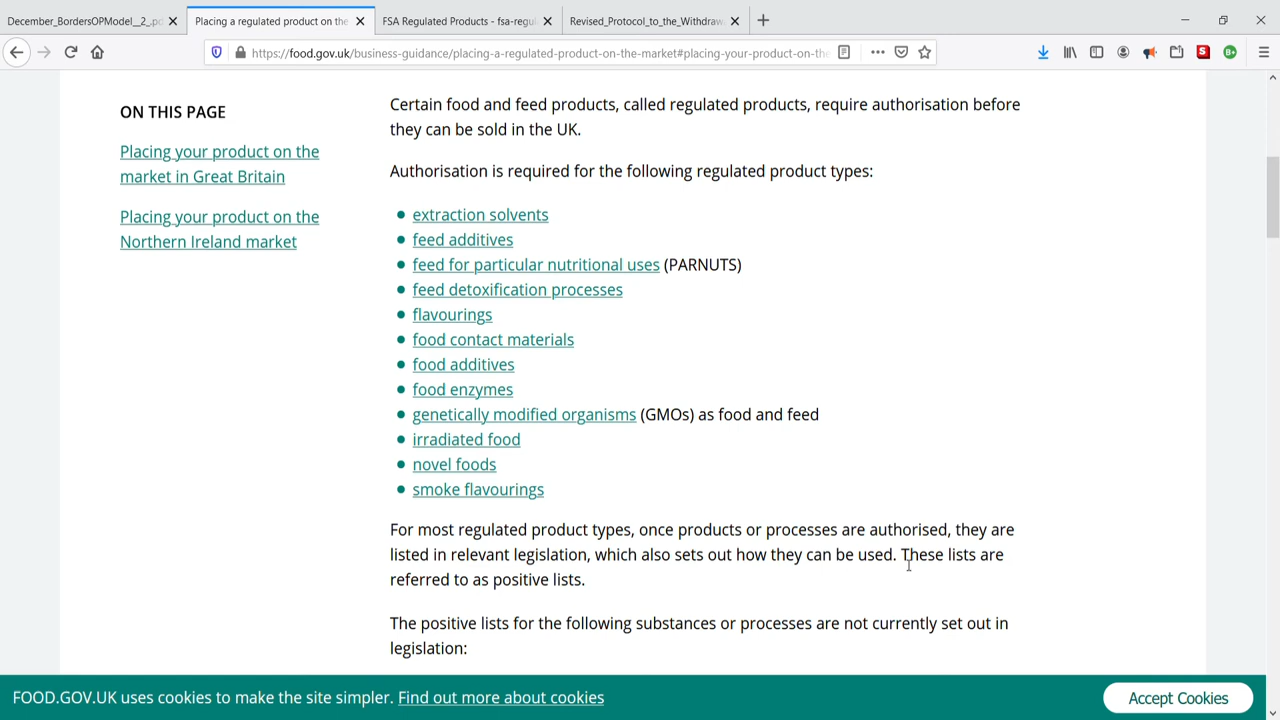 December_BordersOPModel__2_.pd
Placing a regulated product on the
FSA Regulated Products - fsa-regul
Revised_Protocol_to_the_Withdraw
https://food.gov.uk/business-guidance/placing-a-regulated-product-on-the-market#placing-your-product-on-the-
S
B+
ON THIS PAGE
Placing your product on the
market in Great Britain
Placing your product on the
Northern Ireland market
Certain food and feed products, called regulated products, require authorisation before
they can be sold in the UK.
Authorisation is required for the following regulated product types:
extraction solvents
feed additives
feed for particular nutritional uses (PARNUTS)
feed detoxification processes
flavourings
food contact materials
food additives
food enzymes
genetically modified organisms (GMOs) as food and feed
irradiated food
novel foods
smoke flavourings
For most regulated product types, once products or processes are authorised, they are
listed in relevant legislation, which also sets out how they can be used. These lists are
referred to as positive lists.
The positive lists for the following substances or processes are not currently set out in
legislation:
FOOD.GOV.UK uses cookies to make the site simpler. Find out more about cookies
Accept Cookies